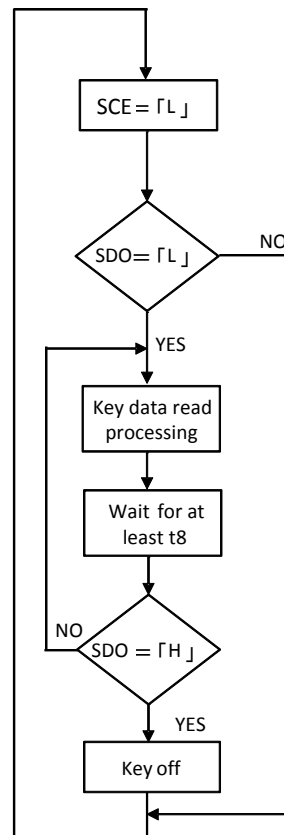 SCE=「L」
SDO=「L」
NO
YES
Key data read
processing
Wait for at
least t8
NO
SDO =「H」
YES
Key off